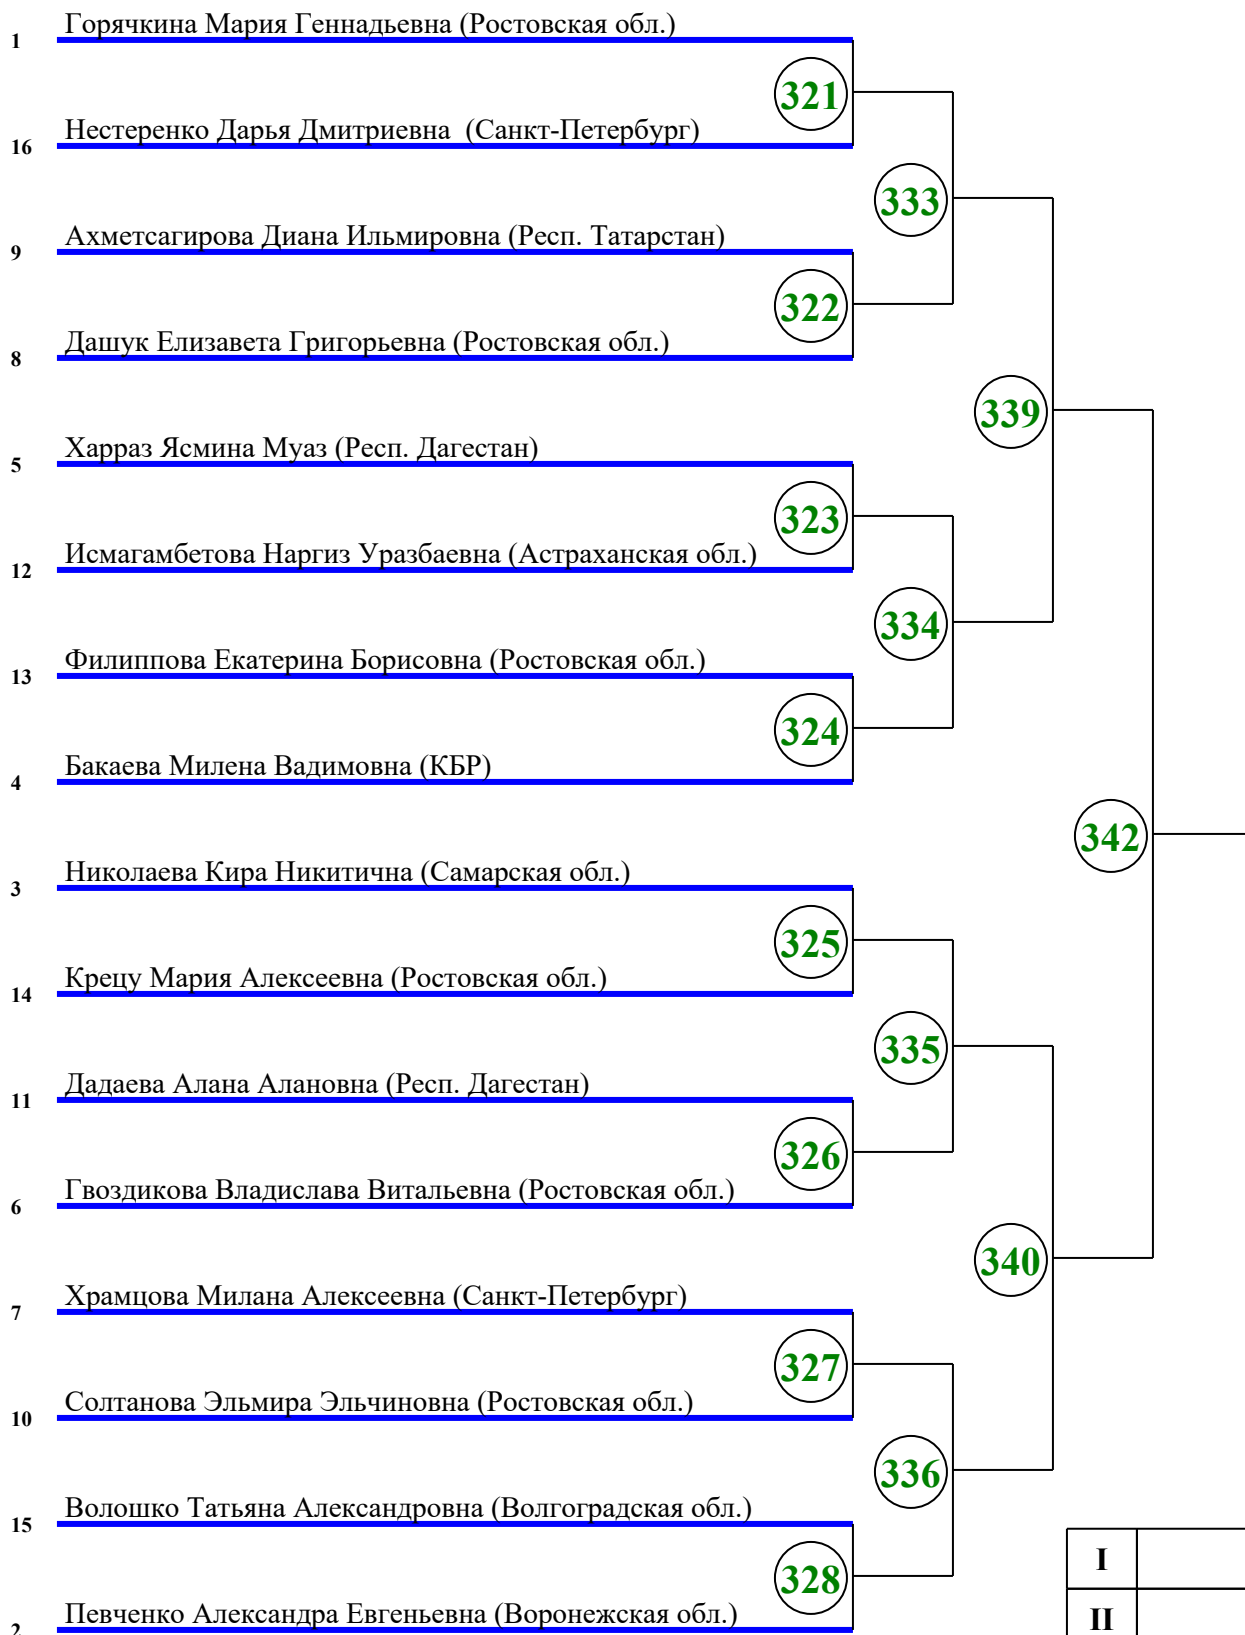 Горячкина Мария Геннадьевна (Ростовская обл.)
1
321
Нестеренко Дарья Дмитриевна  (Санкт-Петербург)
16
333
Ахметсагирова Диана Ильмировна (Респ. Татарстан)
9
322
Дашук Елизавета Григорьевна (Ростовская обл.)
8
339
Харраз Ясмина Муаз (Респ. Дагестан)
5
323
Исмагамбетова Наргиз Уразбаевна (Астраханская обл.)
12
334
Филиппова Екатерина Борисовна (Ростовская обл.)
13
324
Бакаева Милена Вадимовна (КБР)
4
342
Николаева Кира Никитична (Самарская обл.)
3
325
Крецу Мария Алексеевна (Ростовская обл.)
14
335
Дадаева Алана Алановна (Респ. Дагестан)
11
326
Гвоздикова Владислава Витальевна (Ростовская обл.)
6
340
Храмцова Милана Алексеевна (Санкт-Петербург)
7
327
Солтанова Эльмира Эльчиновна (Ростовская обл.)
10
336
Волошко Татьяна Александровна (Волгоградская обл.)
15
I
328
Певченко Александра Евгеньевна (Воронежская обл.)
2
II